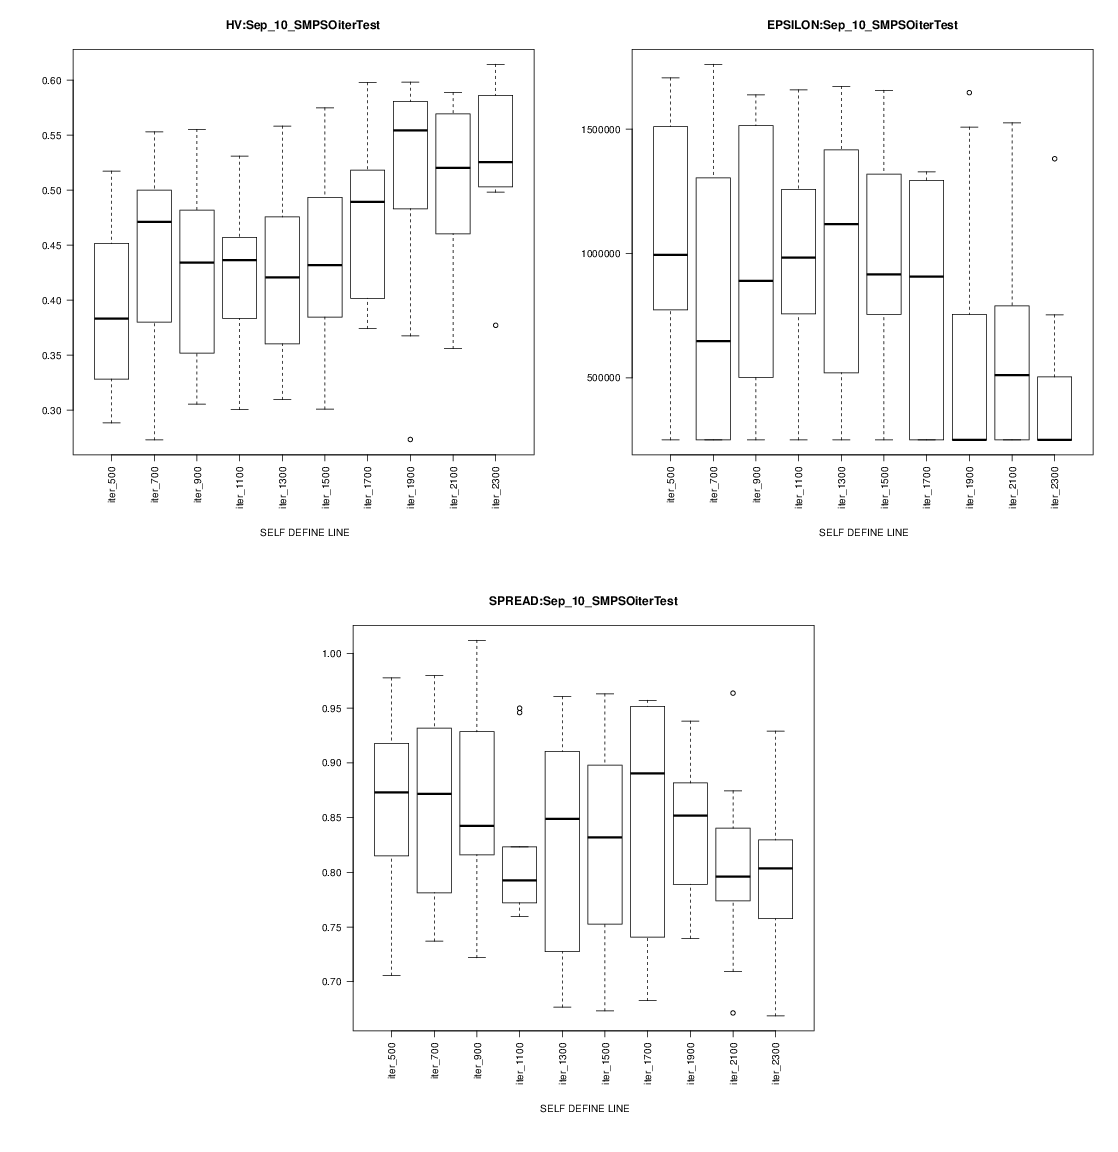 HV:Sep_10_SMPSOiterTest
0.60
0.55
0.50
0.45
0.40
0.35
0.30
iter_500
iter_700
iter_900
iter_1100
iter_1300
iter_1500
iter_1700
iter_1900
iter_2100
iter_2300
SELF DEFINE LINE
EPSILON:Sep_10_SMPSOiterTest
1500000
1000000
500000
iter_500
iter_700
iter_900
iter_1100
iter_1300
iter_1500
iter_1700
iter_1900
iter_2100
iter_2300
SELF DEFINE LINE
SPREAD:Sep_10_SMPSOiterTest
1.00
0.95
0.90
0.85
0.80
0.75
0.70
iter_500
iter_700
iter_900
iter_1100
iter_1300
iter_1500
iter_1700
iter_1900
iter_2100
iter_2300
SELF DEFINE LINE